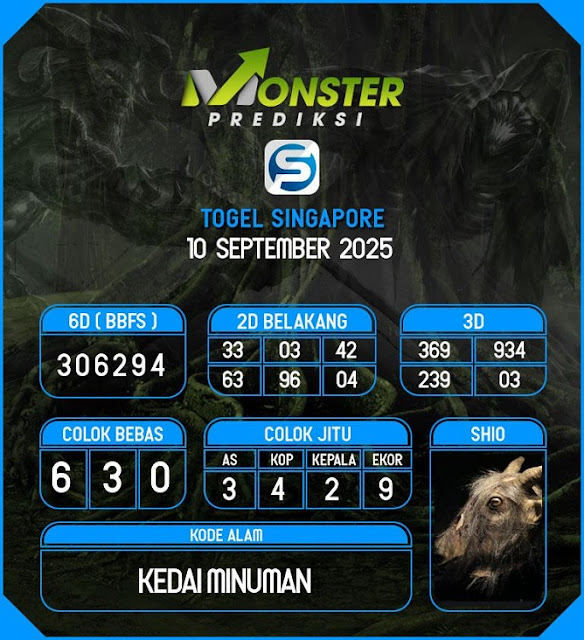 MONSTER
PREDIKSI
S
TOGEL SINGAPORE
10 SEPTEMBER 2025
6D ( BBFS )
306294
2D BELAKANG
33 03 42
63 96 04
3D
369 934
239 03
COLOK BEBAS
6 3 0
COLOK JITU
AS KOP KEPALA EKOR
3 4 2 9
SHIO
KODE ALAM
KEDAI MINUMAN